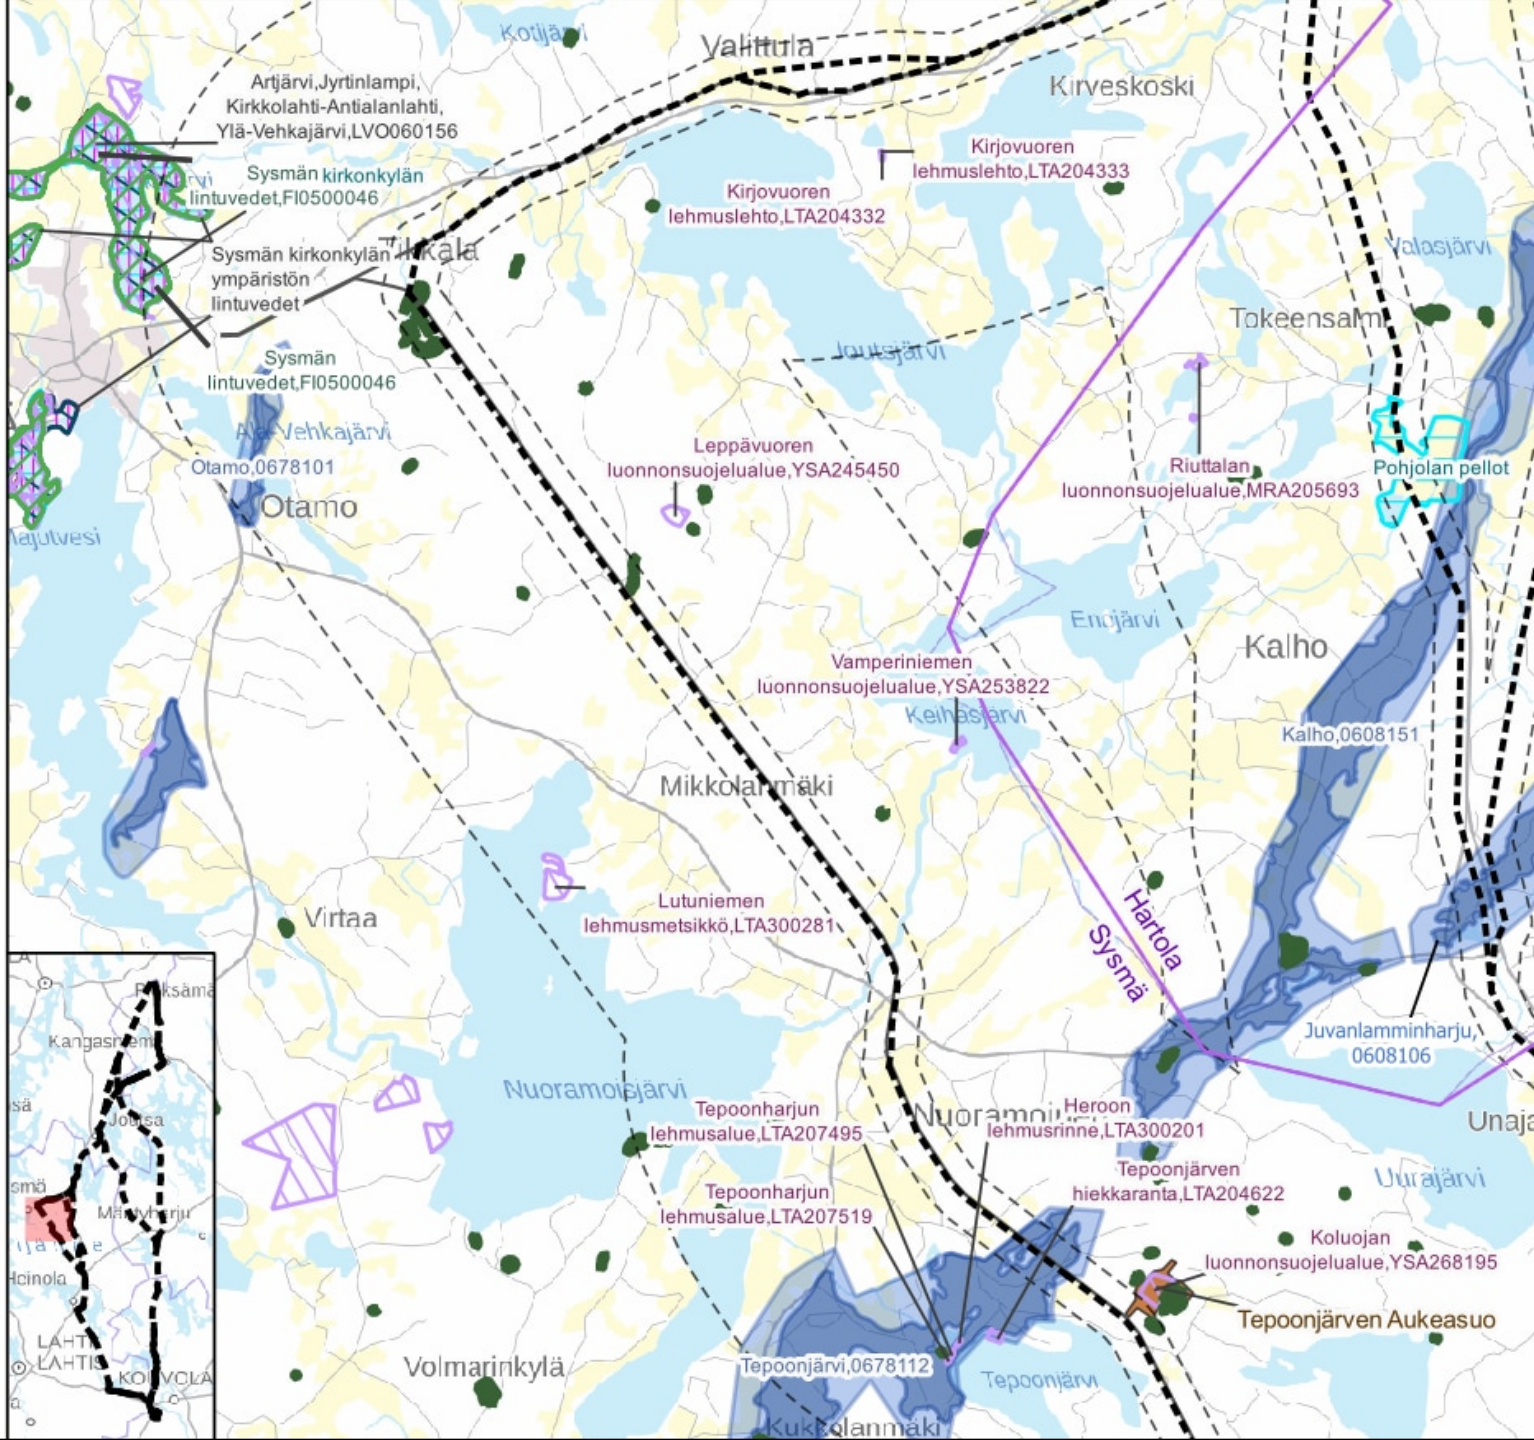 Kotijärvi
Valittula
Kirveskoski
Artjärvi,Jyrtinlampi,
Kirkkolahti-Antialanlahti,
Ylä-Vehkajärvi,LVO060156
Kirjovuoren
lehmuslehto,LTA204333
Sysmän kirkonkylän
lintuvedet,FI0500046
Kirjovuoren
lehmuslehto,LTA204332
Sysmän kirkonkylän
ympäristön
lintuvedet
Valasjärvi
Tokeensalmi
Joutsjärvi
Sysmän
lintuvedet,FI0500046
Ala-Vehkajärvi
Otamo,0678101
Otamo
Leppävuoren
luonnonsuojelualue,YSA245450
Riuttalan
luonnonsuojelualue,MRA205693
Pohjolan pellot
Majutvesi
Enojärvi
Kalho
Vamperiniemen
luonnonsuojelualue,YSA253822
Keihäsjärvi
Kalho,0608151
Mikkolanmäki
Lutuniemen
lehmusmetsikkö,LTA300281
Virtaa
Hartola
Sysmä
Juvanlamminharju,
0608106
Nuoramoisjärvi
Tepoonharjun
lehmusalue,LTA207495
Nuoramoinen
Heroon
lehmusrinne,LTA300201
Unaja
Tepoonjärven
hiekkaranta,LTA204622
Uurajärvi
Tepoonharjun
lehmusalue,LTA207519
Koluojan
luonnonsuojelualue,YSA268195
Tepoonjärven Aukeasuo
Volmarinkylä
Tepoonjärvi,0678112
Tepoonjärvi
Kukkolanmäki
Kangasniemi
Joutsa
smä
Mäntyharju
Heinola
LAHTI
LAHTIS
KOUVOLA